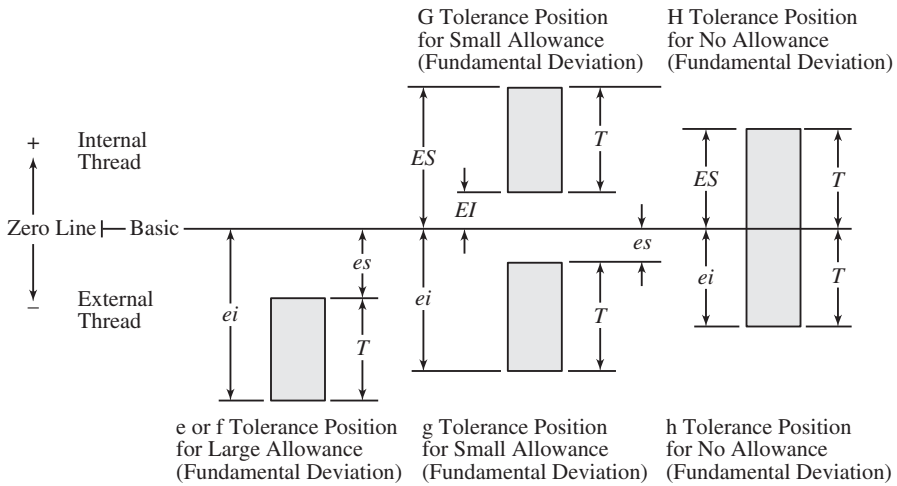 G Tolerance Position
for Small Allowance
(Fundamental Deviation)
H Tolerance Position
for No Allowance
(Fundamental Deviation)
+
Internal
Thread
ES
T
ES
T
EI
Zero Line
Basic
es
es
ei
ei
ei
T
External
Thread
–
T
T
e or f Tolerance Position
for Large Allowance
(Fundamental Deviation)
g Tolerance Position
for Small Allowance
(Fundamental Deviation)
h Tolerance Position
for No Allowance
(Fundamental Deviation)